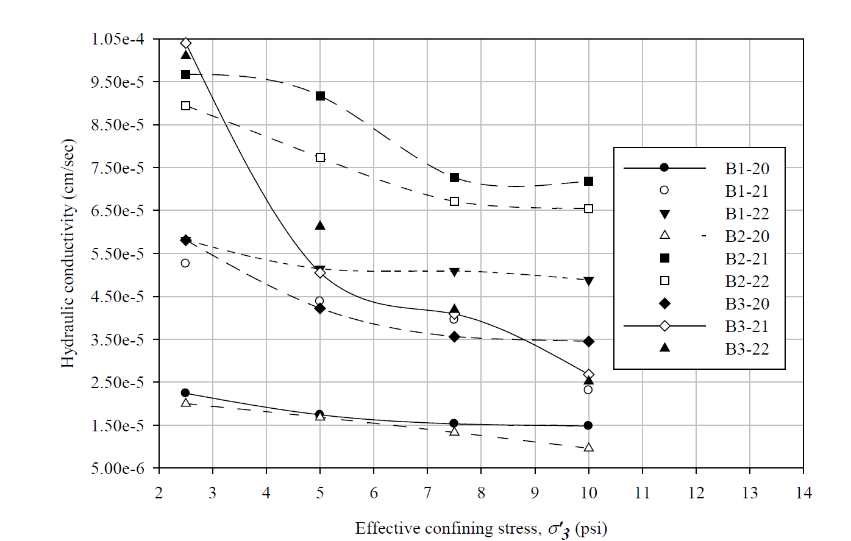 1.05e-4
9.50e-5
8.50e-5
7.50e-5
6.50e-5
5.50e-5
4.50e-5
3.50e-5
2.50e-5
1.50e-5
5.00e-6
Hydraulic conductivity (cm/sec)
B1-20
B1-21
B1-22
B2-20
B2-21
B2-22
B3-20
B3-21
B3-22
2 3 4 5 6 7 8 9 10 11 12 13 14
Effective confining stress, σ'3 (psi)